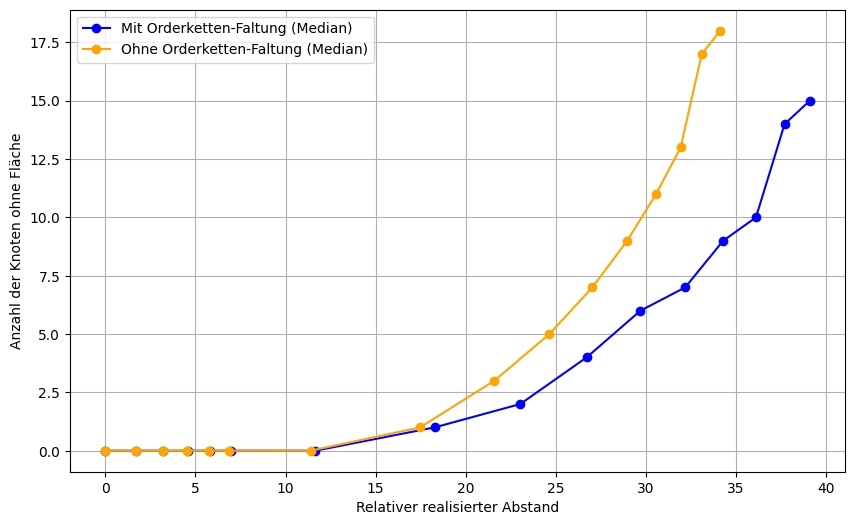 Mit Orderketten-Faltung (Median)
Ohne Orderketten-Faltung (Median)
Anzahl der Knoten ohne Fläche
17.5
15.0
12.5
10.0
7.5
5.0
2.5
0.0
0 5 10 15 20 25 30 35 40
Relativer realisierter Abstand